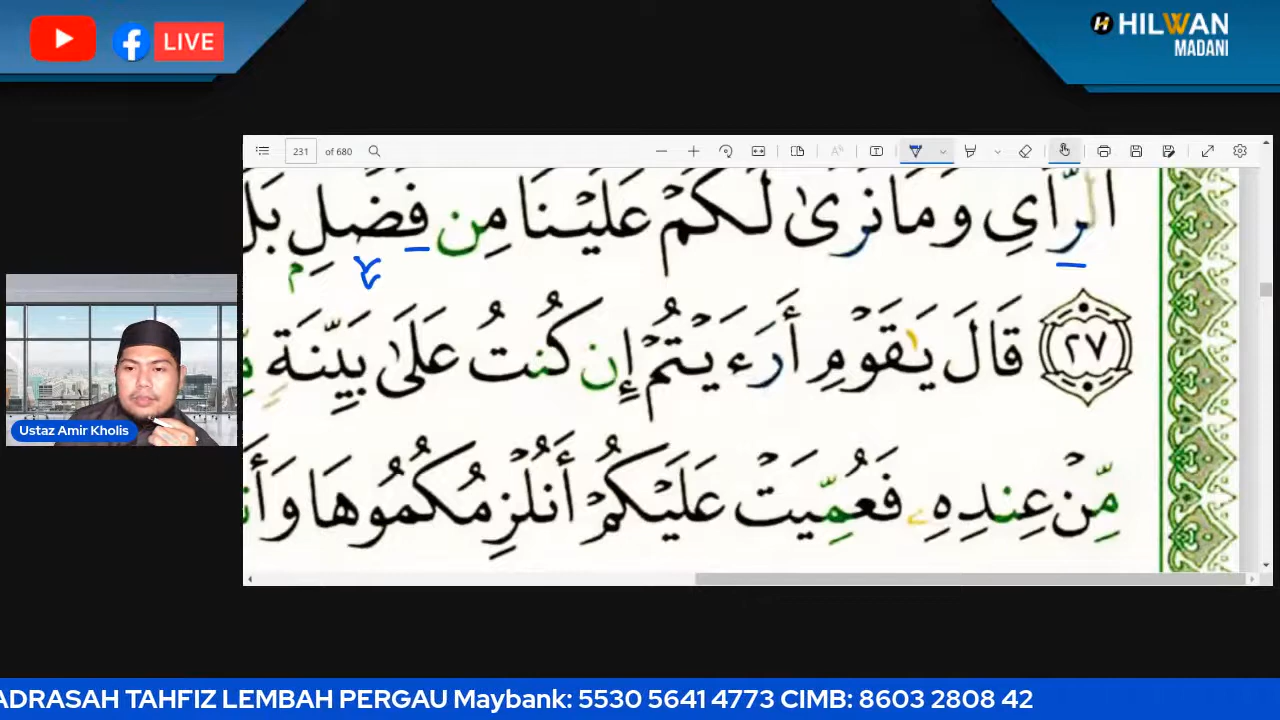 LIVE
HILWAN
MADANI
231 of 680
الرَّأْيِ وَمَا نَرَىٰ لَكُمْ عَلَيْنَا مِن فَضْلِۭ بَلْ
٢٧ قَالَ يَٰقَوْمِ أَرَءَيْتُمْ إِن كُنتُ عَلَىٰ بَيِّنَةٍ
مِّنْ عِندِهِۦ فَعُمِّيَتْ عَلَيْكُمْ أَنُلْزِمُكُمُوهَا
Ustaz Amir Kholis
ADRASAH TAHFIZ LEMBAH PERGAU Maybank: 5530 5641 4773 CIMB: 8603 2808 42